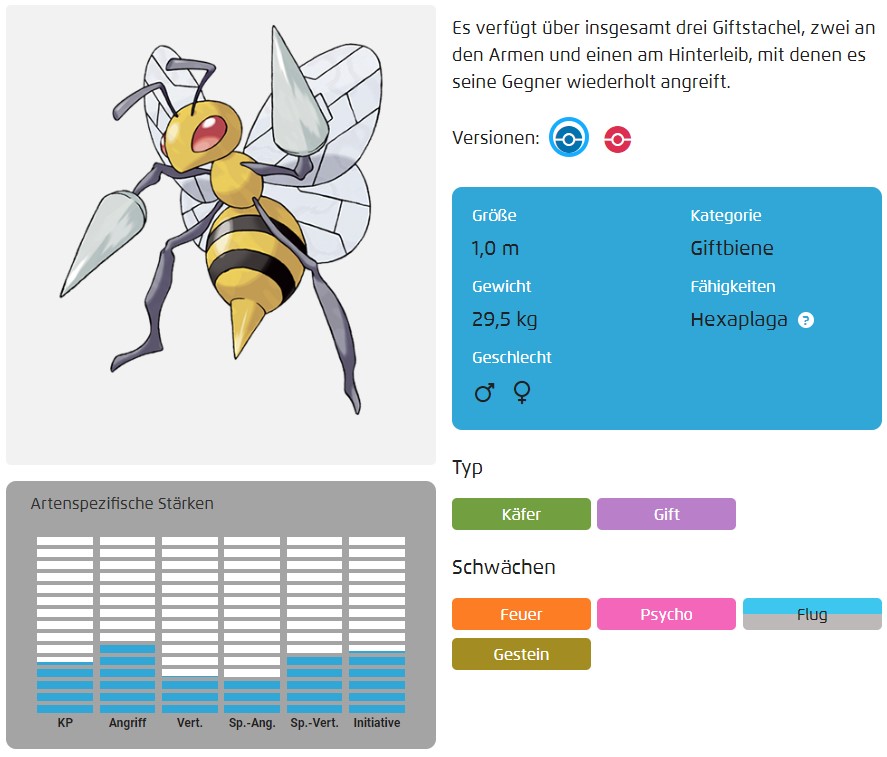 Es verfügt über insgesamt drei Giftstachel, zwei an
den Armen und einen am Hinterleib, mit denen es
seine Gegner wiederholt angreift.
Versionen:
Größe
Kategorie
1,0 m
Giftbiene
Gewicht
Fähigkeiten
29,5 kg
Hexaplaga ?
Geschlecht
♂ ♀
Typ
Käfer
Gift
Schwächen
Feuer
Psycho
Flug
Gestein
Artenspezifische Stärken
KP
Angriff
Vert.
Sp.-Ang.
Sp.-Vert.
Initiative